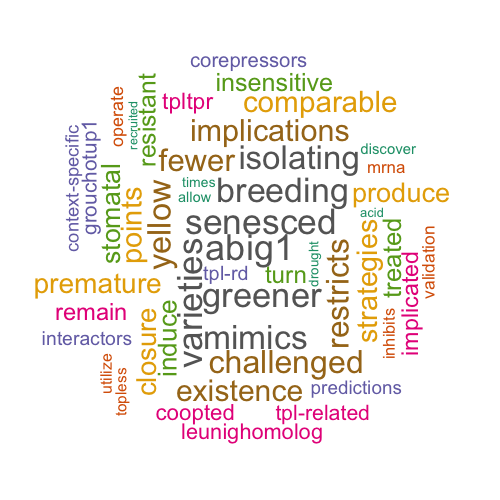 corepressors
insensitive
tpltpr
comparable
operate
recruited
resistant
implications
context-specific
grouchotup1
fewer
isolating
discover
mrna
stomatal
points
yellow
times
allow
breeding
produce
senesced
acid
abig1
varieties
tpl-rd
turn
drought
restricts
strategies
treated
implicated
validation
premature
greener
remain
closure
induce
mimics
inhibits
interactors
challenged
utilize
topless
existence
predictions
coopted
tpl-related
leunighomolog